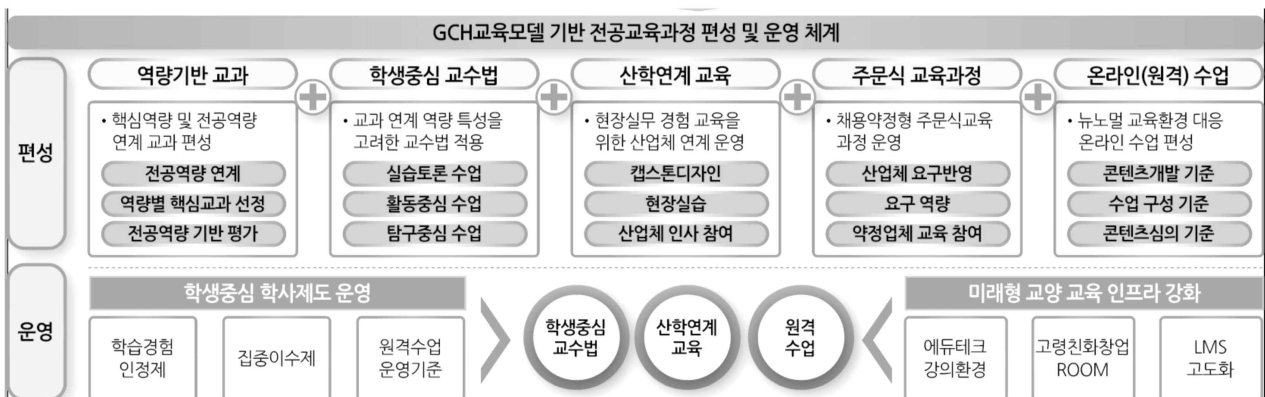 GCH교육모델 기반 전공교육과정 편성 및 운영 체계
편성
역량기반 교과
• 핵심역량 및 전공역량
연계 교과 편성
전공역량 연계
역량별 핵심교과 선정
전공역량 기반 평가
학생중심 교수법
• 교과 연계 역량 특성을
고려한 교수법 적용
실습토론 수업
활동중심 수업
탐구중심 수업
산학연계 교육
• 현장실무 경험 교육을
위한 산업체 연계 운영
캡스톤디자인
현장실습
산업체 인사 참여
주문식 교육과정
• 채용약정형 주문식교육
과정 운영
산업체 요구반영
요구 역량
약정업체 교육 참여
온라인(원격) 수업
• 뉴노멀 교육환경 대응
온라인 수업 편성
콘텐츠개발 기준
수업 구성 기준
콘텐츠심의 기준
운영
학생중심 학사제도 운영
학습경험
인정제
집중이수제
원격수업
운영기준
학생중심
교수법
산학연계
교육
원격
수업
미래형 교양 교육 인프라 강화
에듀테크
강의환경
고령친화창업
ROOM
LMS
고도화